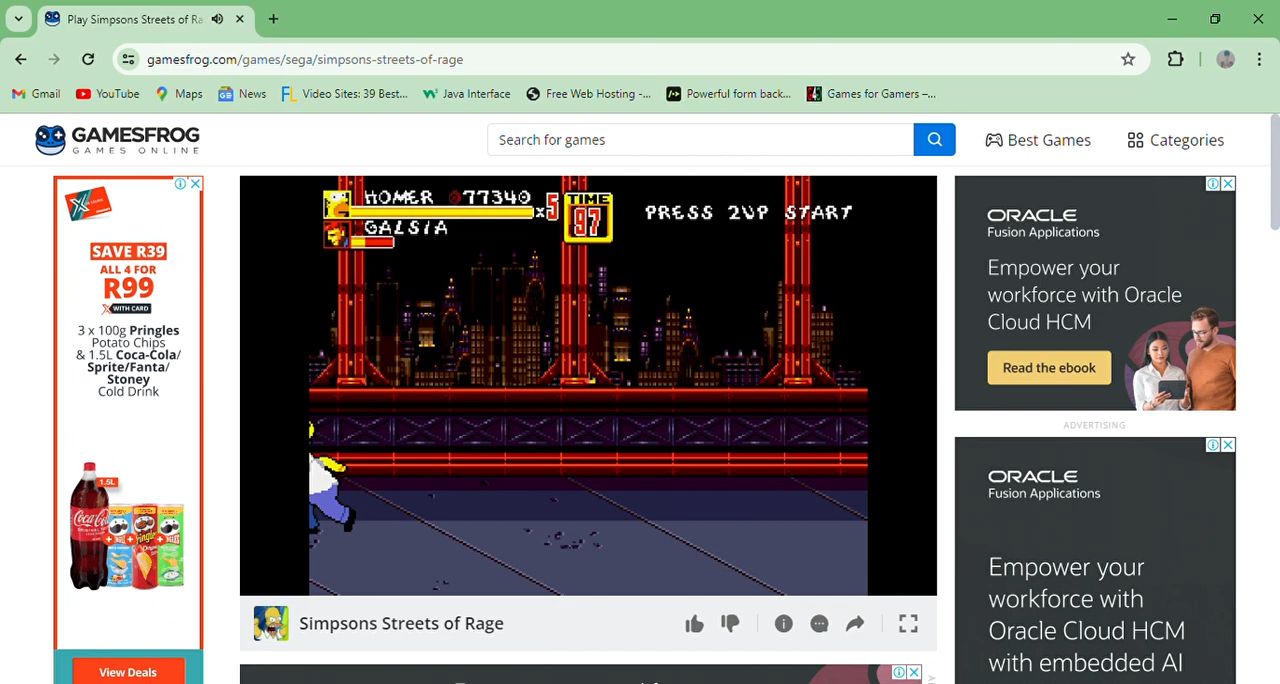 Play Simpsons Streets of Ra
gamesfrog.com/games/sega/simpsons-streets-of-rage
Gmail
YouTube
Maps
News
Video Sites: 39 Best...
Java Interface
Free Web Hosting -...
Powerful form back...
Games for Gamers –...
GAMESFROG
GAMES ONLINE
Search for games
Best Games
Categories
SAVE R39
ALL 4 FOR
R99
WITH CARD
3 x 100g Pringles
Potato Chips
& 1.5L Coca-Cola/
Sprite/Fanta/
Stoney
Cold Drink
1.5L
View Deals
HOMER 077340
x5
TIME
97
GALSIA
PRESS 2UP START
Simpsons Streets of Rage
ORACLE
Fusion Applications
Empower your
workforce with Oracle
Cloud HCM
Read the ebook
ADVERTISING
ORACLE
Fusion Applications
Empower your
workforce with
Oracle Cloud HCM
with embedded AI